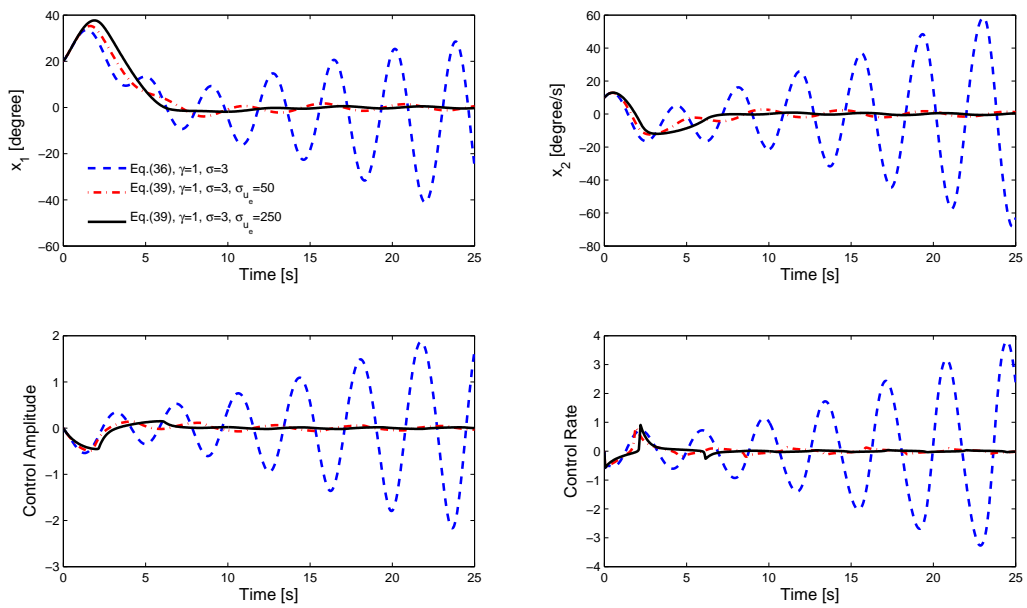 40
20
0
−20
−40
−60
x1 [degree]
Eq.(36), γ=1, σ=3
Eq.(39), γ=1, σ=3, σu_e=50
Eq.(39), γ=1, σ=3, σu_e=250
0 5 10 15 20 25
Time [s]
60
40
20
0
−20
−40
−60
−80
x2 [degree/s]
0 5 10 15 20 25
Time [s]
2
1
0
−1
−2
−3
Control Amplitude
0 5 10 15 20 25
Time [s]
4
3
2
1
0
−1
−2
−3
−4
Control Rate
0 5 10 15 20 25
Time [s]